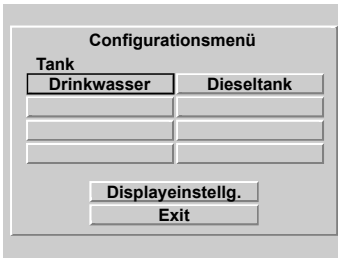 Configurationsmenü
Tank
Drinkwasser Dieseltank
Displayeinstellg.
Exit